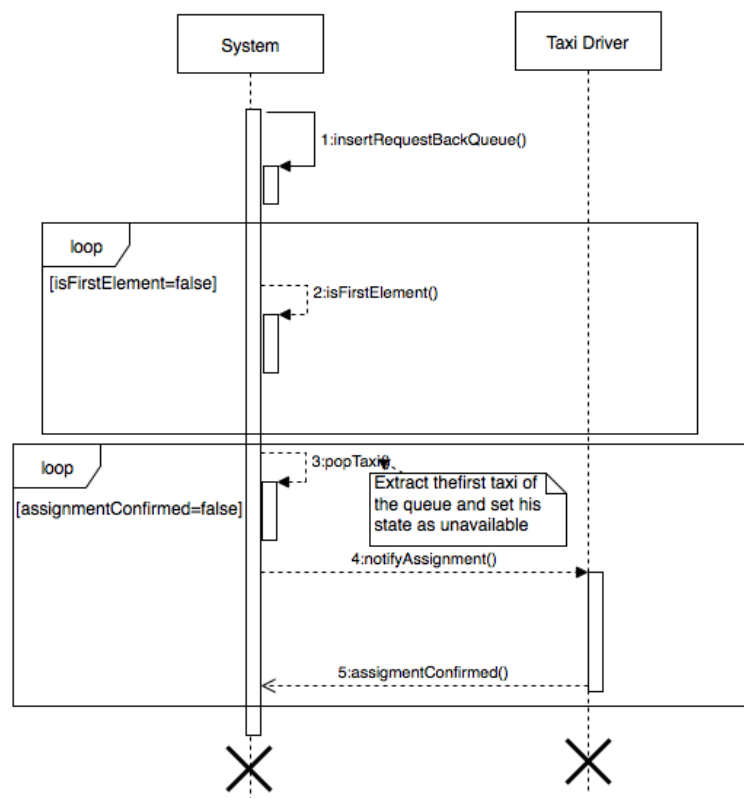 System
Taxi Driver
1:insertRequestBackQueue()
loop
[isFirstElement=false]
2:isFirstElement()
loop
3:popTaxi()
[assignmentConfirmed=false]
Extract thefirst taxi of
the queue and set his
state as unavailable
4:notifyAssignment()
5:assigmentConfirmed()